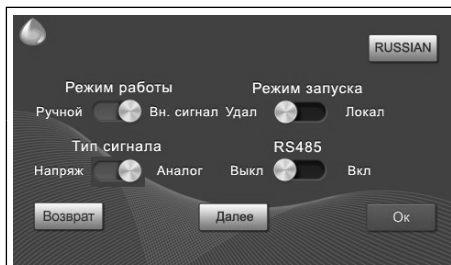 RUSSIAN
Режим работы Режим запуска
Ручной Вн. сигнал Удал Локал
Тип сигнала RS485
Напряж Аналог Выкл Вкл
Возврат Далее Ок